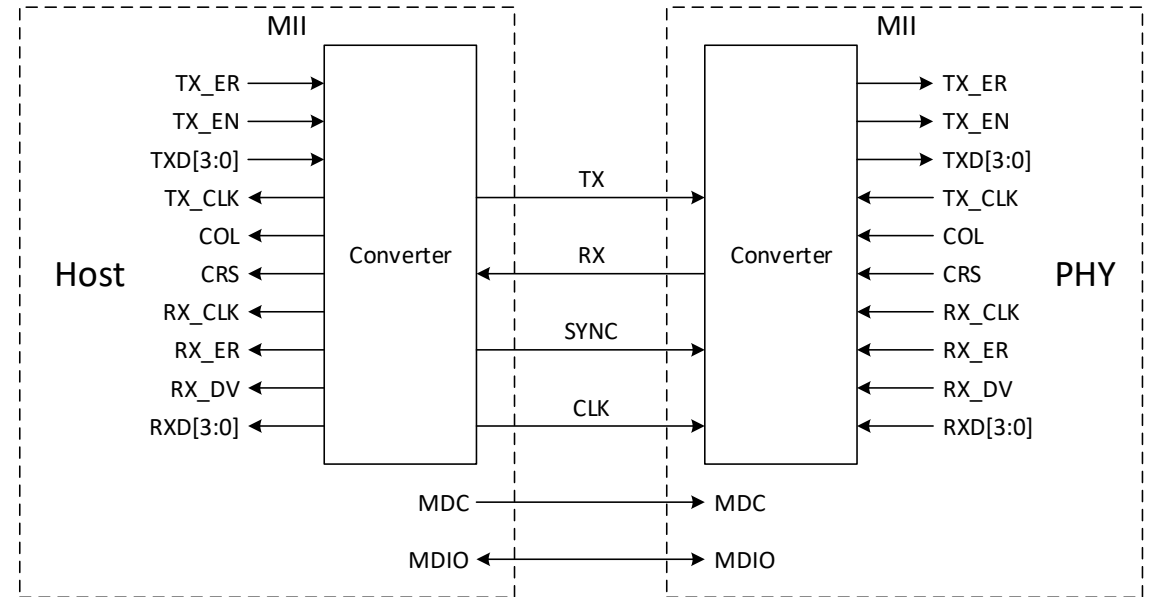 MII
MII
TX_ER
TX_ER
TX_EN
TX_EN
TXD[3:0]
TXD[3:0]
TX
TX_CLK
TX_CLK
COL
COL
Converter
RX
Converter
Host
CRS
CRS
PHY
RX_CLK
RX_CLK
SYNC
RX_ER
RX_ER
RX_DV
RX_DV
CLK
RXD[3:0]
RXD[3:0]
MDC
MDC
MDIO
MDIO